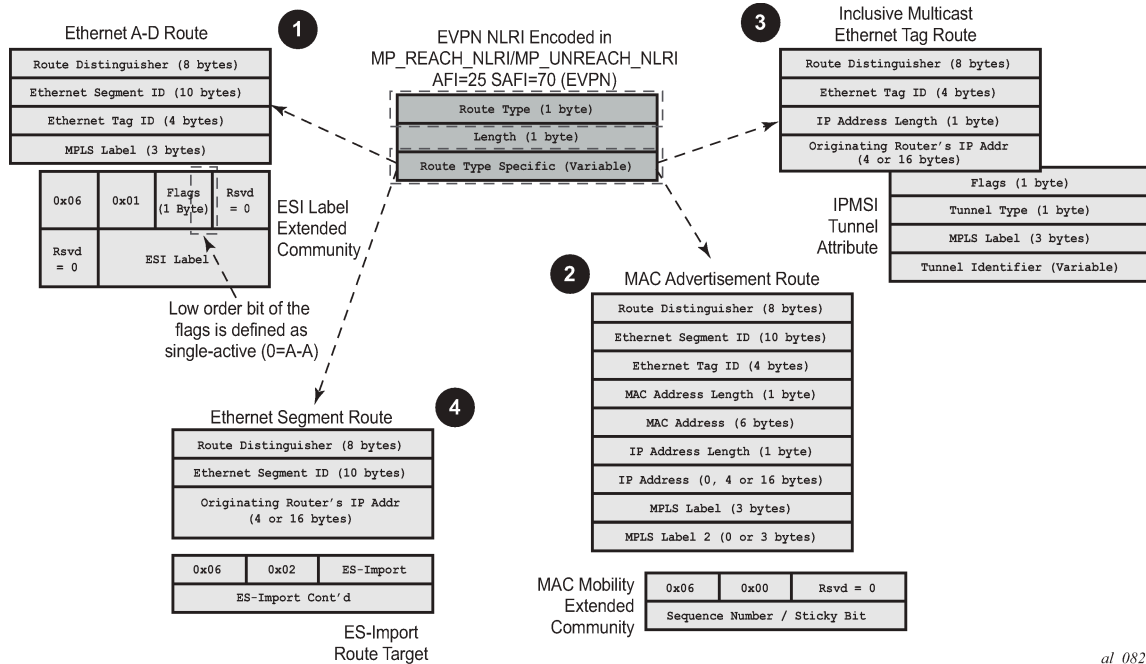 Ethernet A-D Route
1
Route Distinguisher (8 bytes)
Ethernet Segment ID (10 bytes)
Ethernet Tag ID (4 bytes)
MPLS Label (3 bytes)
0x06
0x01
Flags
(1 Byte)
Rsvd
= 0
Rsvd
= 0
ESI Label
ESI Label
Extended
Community
Low order bit of the
flags is defined as
single-active (0=A-A)
EVPN NLRI Encoded in
MP_REACH_NLRI/MP_UNREACH_NLRI
AFI=25 SAFI=70 (EVPN)
Route Type (1 byte)
Length (1 byte)
Route Type Specific (Variable)
3
Inclusive Multicast
Ethernet Tag Route
Route Distinguisher (8 bytes)
Ethernet Tag ID (4 bytes)
IP Address Length (1 byte)
Originating Router's IP Addr
(4 or 16 bytes)
IPMSI
Tunnel
Attribute
Flags (1 byte)
Tunnel Type (1 byte)
MPLS Label (3 bytes)
Tunnel Identifier (Variable)
2
MAC Advertisement Route
Route Distinguisher (8 bytes)
Ethernet Segment ID (10 bytes)
Ethernet Tag ID (4 bytes)
MAC Address Length (1 byte)
MAC Address (6 bytes)
IP Address Length (1 byte)
IP Address (0, 4 or 16 bytes)
MPLS Label (3 bytes)
MPLS Label 2 (0 or 3 bytes)
MAC Mobility
Extended
Community
0x06
0x00
Rsvd = 0
Sequence Number / Sticky Bit
Ethernet Segment Route
4
Route Distinguisher (8 bytes)
Ethernet Segment ID (10 bytes)
Originating Router's IP Addr
(4 or 16 bytes)
0x06
0x02
ES-Import
ES-Import Cont'd
ES-Import
Route Target
al_082